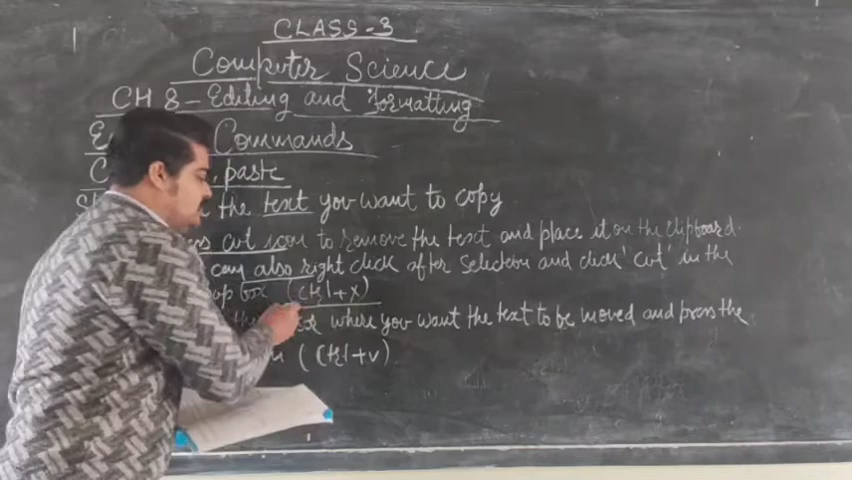 CLASS-3
Computer Science
CH 8 - Editing and Formatting
Commands
paste
the text you want to copy
cut icon to remove the text and place it on the clipboard.
can also right click after selection and click 'cut' in the
box (Ctrl+x)
where you want the text to be moved and press the
(Ctrl+v)